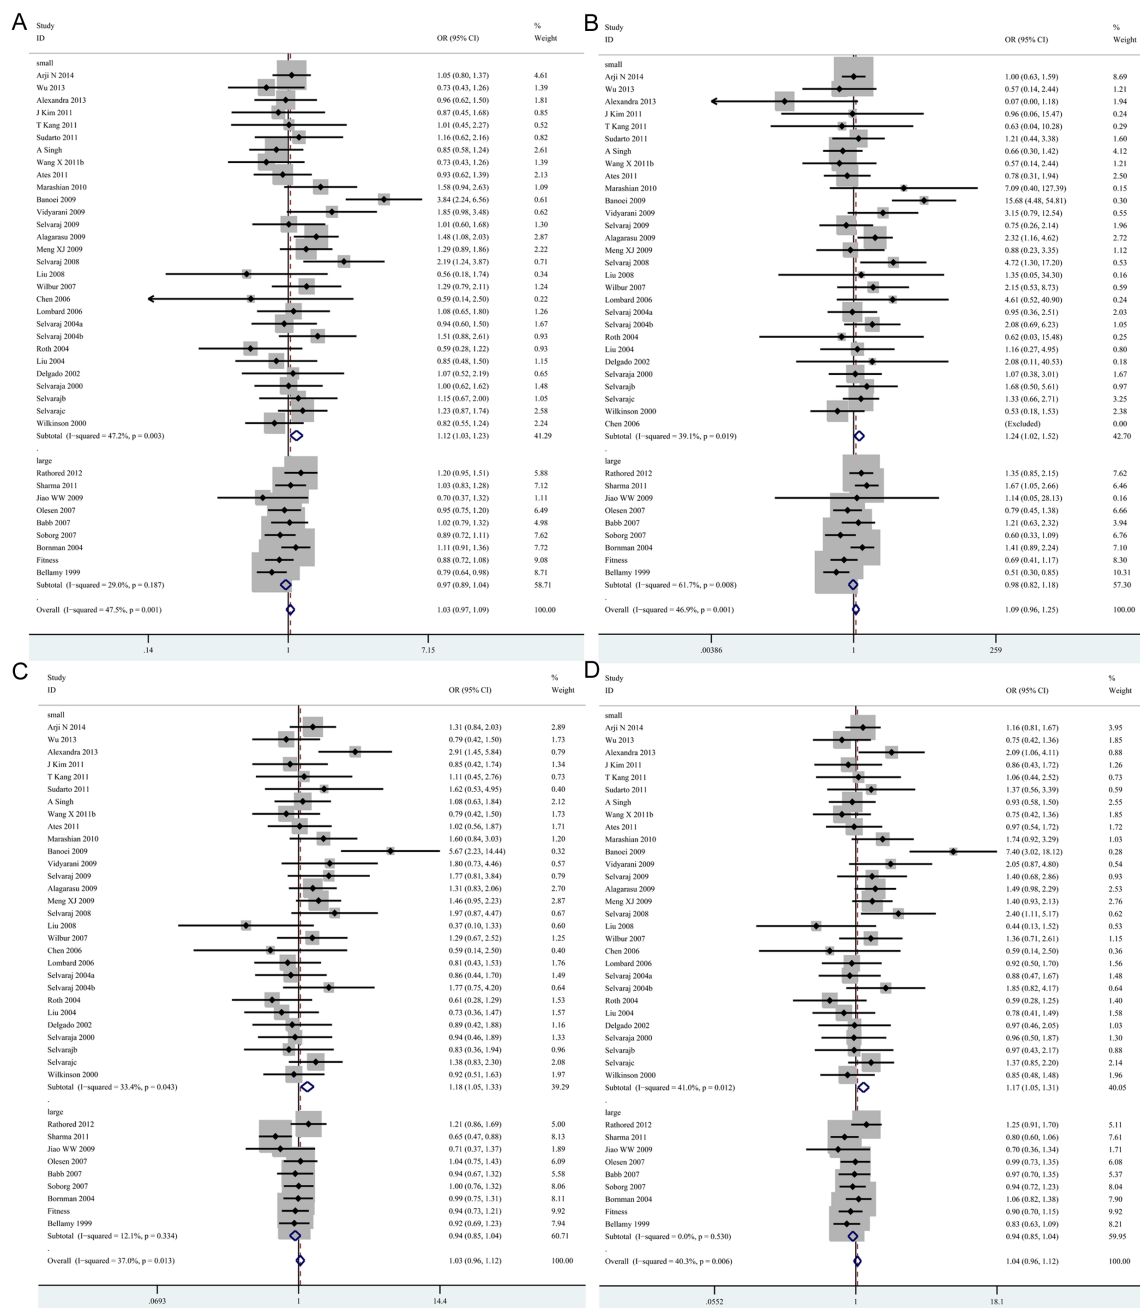 A
Study %
ID OR (95% CI) Weight
small
Arji N 2014 1.05 (0.80, 1.37) 4.61
Wu 2013 0.73 (0.43, 1.26) 1.39
Alexandra 2013 0.96 (0.62, 1.50) 1.81
J Kim 2011 0.87 (0.45, 1.68) 0.85
T Kang 2011 1.01 (0.45, 2.27) 0.52
Sudarto 2011 1.16 (0.62, 2.16) 0.82
A Singh 0.85 (0.58, 1.24) 2.61
Wang X 2011b 0.73 (0.43, 1.26) 1.39
Ates 2011 0.93 (0.62, 1.39) 2.13
Marashian 2010 1.58 (0.94, 2.63) 1.09
Banoei 2009 3.84 (2.24, 6.56) 0.61
Vidyarani 2009 1.85 (0.98, 3.48) 0.62
Selvaraj 2009 1.01 (0.60, 1.68) 1.30
Alagarasu 2009 1.48 (1.08, 2.03) 2.87
Meng XJ 2009 1.29 (0.89, 1.86) 2.22
Selvaraj 2008 2.19 (1.24, 3.87) 0.71
Liu 2008 0.56 (0.18, 1.74) 0.34
Wilbur 2007 1.29 (0.79, 2.11) 1.24
Chen 2006 0.59 (0.14, 2.50) 0.22
Lombard 2006 1.08 (0.65, 1.80) 1.26
Selvaraj 2004a 0.94 (0.60, 1.50) 1.67
Selvaraj 2004b 1.51 (0.88, 2.61) 0.93
Roth 2004 0.59 (0.28, 1.22) 0.93
Liu 2004 0.85 (0.48, 1.50) 1.15
Delgado 2002 1.07 (0.52, 2.19) 0.65
Selvaraja 2000 1.00 (0.62, 1.62) 1.48
Selvarajb 1.15 (0.67, 2.00) 1.05
Selvarajc 1.23 (0.87, 1.74) 2.58
Wilkinson 2000 0.82 (0.55, 1.24) 2.24
Subtotal (I−squared = 47.2%, p = 0.003) 1.12 (1.03, 1.23) 41.29
.
large
Rathored 2012 1.20 (0.95, 1.51) 5.88
Sharma 2011 1.03 (0.83, 1.28) 7.12
Jiao WW 2009 0.70 (0.37, 1.32) 1.11
Olesen 2007 0.95 (0.75, 1.20) 6.49
Babb 2007 1.02 (0.79, 1.32) 4.98
Soborg 2007 0.89 (0.72, 1.11) 7.62
Bornman 2004 1.11 (0.91, 1.36) 7.72
Fitness 0.88 (0.72, 1.08) 9.08
Bellamy 1999 0.79 (0.64, 0.98) 8.71
Subtotal (I−squared = 29.0%, p = 0.187) 0.97 (0.89, 1.04) 58.71
.
Overall (I−squared = 47.5%, p = 0.001) 1.03 (0.97, 1.09) 100.00
.14 1 7.15
B
Study %
ID OR (95% CI) Weight
small
Arji N 2014 1.00 (0.63, 1.59) 8.69
Wu 2013 0.57 (0.14, 2.44) 1.21
Alexandra 2013 0.07 (0.00, 1.18) 1.94
J Kim 2011 0.96 (0.06, 15.47) 0.24
T Kang 2011 0.63 (0.04, 10.28) 0.29
Sudarto 2011 1.21 (0.44, 3.38) 1.60
A Singh 0.66 (0.30, 1.42) 4.12
Wang X 2011b 0.57 (0.14, 2.44) 1.21
Ates 2011 0.78 (0.31, 1.94) 2.50
Marashian 2010 7.09 (0.40, 127.39) 0.15
Banoei 2009 15.68 (4.48, 54.81) 0.30
Vidyarani 2009 3.15 (0.79, 12.54) 0.55
Selvaraj 2009 0.75 (0.26, 2.14) 1.96
Alagarasu 2009 2.32 (1.16, 4.62) 2.72
Meng XJ 2009 0.88 (0.23, 3.35) 1.12
Selvaraj 2008 4.72 (1.30, 17.20) 0.53
Liu 2008 1.35 (0.05, 34.30) 0.16
Wilbur 2007 2.15 (0.53, 8.73) 0.59
Lombard 2006 4.61 (0.52, 40.90) 0.24
Selvaraj 2004a 0.95 (0.36, 2.51) 2.03
Selvaraj 2004b 2.08 (0.69, 6.23) 1.05
Roth 2004 0.62 (0.03, 15.48) 0.25
Liu 2004 1.16 (0.27, 4.95) 0.80
Delgado 2002 2.08 (0.11, 40.53) 0.18
Selvaraja 2000 1.07 (0.38, 3.01) 1.67
Selvarajb 1.68 (0.50, 5.61) 0.97
Selvarajc 1.33 (0.66, 2.71) 3.25
Wilkinson 2000 0.53 (0.18, 1.53) 2.38
Chen 2006 (Excluded) 0.00
Subtotal (I−squared = 39.1%, p = 0.019) 1.24 (1.02, 1.52) 42.70
.
large
Rathored 2012 1.35 (0.85, 2.15) 7.62
Sharma 2011 1.67 (1.05, 2.66) 6.46
Jiao WW 2009 1.14 (0.05, 28.13) 0.16
Olesen 2007 0.79 (0.45, 1.38) 6.66
Babb 2007 1.21 (0.63, 2.32) 3.94
Soborg 2007 0.60 (0.33, 1.09) 6.76
Bornman 2004 1.41 (0.89, 2.24) 7.10
Fitness 0.69 (0.41, 1.17) 8.30
Bellamy 1999 0.51 (0.30, 0.85) 10.31
Subtotal (I−squared = 61.7%, p = 0.008) 0.98 (0.82, 1.18) 57.30
.
Overall (I−squared = 46.9%, p = 0.001) 1.09 (0.96, 1.25) 100.00
.00386 1 259
C
Study %
ID OR (95% CI) Weight
small
Arji N 2014 1.31 (0.84, 2.03) 2.89
Wu 2013 0.79 (0.42, 1.50) 1.73
Alexandra 2013 2.91 (1.45, 5.84) 0.79
J Kim 2011 0.85 (0.42, 1.74) 1.34
T Kang 2011 1.11 (0.45, 2.76) 0.73
Sudarto 2011 1.62 (0.53, 4.95) 0.40
A Singh 1.08 (0.63, 1.84) 2.12
Wang X 2011b 0.79 (0.42, 1.50) 1.73
Ates 2011 1.02 (0.56, 1.87) 1.71
Marashian 2010 1.60 (0.84, 3.03) 1.20
Banoei 2009 5.67 (2.23, 14.44) 0.32
Vidyarani 2009 1.80 (0.73, 4.46) 0.57
Selvaraj 2009 1.77 (0.81, 3.84) 0.79
Alagarasu 2009 1.31 (0.83, 2.06) 2.70
Meng XJ 2009 1.46 (0.95, 2.23) 2.87
Selvaraj 2008 1.97 (0.87, 4.47) 0.67
Liu 2008 0.37 (0.10, 1.33) 0.60
Wilbur 2007 1.29 (0.67, 2.52) 1.25
Chen 2006 0.59 (0.14, 2.50) 0.40
Lombard 2006 0.81 (0.43, 1.53) 1.76
Selvaraj 2004a 0.86 (0.44, 1.70) 1.49
Selvaraj 2004b 1.77 (0.75, 4.20) 0.64
Roth 2004 0.61 (0.28, 1.29) 1.53
Liu 2004 0.73 (0.36, 1.47) 1.57
Delgado 2002 0.89 (0.42, 1.88) 1.16
Selvaraja 2000 0.94 (0.46, 1.89) 1.33
Selvarajb 0.83 (0.36, 1.94) 0.96
Selvarajc 1.38 (0.83, 2.30) 2.08
Wilkinson 2000 0.92 (0.51, 1.63) 1.97
Subtotal (I−squared = 33.4%, p = 0.043) 1.18 (1.05, 1.33) 39.29
.
large
Rathored 2012 1.21 (0.86, 1.69) 5.00
Sharma 2011 0.65 (0.47, 0.88) 8.13
Jiao WW 2009 0.71 (0.37, 1.37) 1.89
Olesen 2007 1.04 (0.75, 1.43) 6.09
Babb 2007 0.94 (0.67, 1.32) 5.58
Soborg 2007 1.00 (0.76, 1.32) 8.06
Bornman 2004 0.99 (0.75, 1.31) 8.11
Fitness 0.94 (0.73, 1.21) 9.92
Bellamy 1999 0.92 (0.69, 1.23) 7.94
Subtotal (I−squared = 12.1%, p = 0.334) 0.94 (0.85, 1.04) 60.71
.
Overall (I−squared = 37.0%, p = 0.013) 1.03 (0.96, 1.12) 100.00
.0693 1 14.4
D
Study %
ID OR (95% CI) Weight
small
Arji N 2014 1.16 (0.81, 1.67) 3.95
Wu 2013 0.75 (0.42, 1.36) 1.85
Alexandra 2013 2.09 (1.06, 4.11) 0.88
J Kim 2011 0.86 (0.43, 1.72) 1.26
T Kang 2011 1.06 (0.44, 2.52) 0.73
Sudarto 2011 1.37 (0.56, 3.39) 0.59
A Singh 0.93 (0.58, 1.50) 2.55
Wang X 2011b 0.75 (0.42, 1.36) 1.85
Ates 2011 0.97 (0.54, 1.72) 1.72
Marashian 2010 1.74 (0.92, 3.29) 1.03
Banoei 2009 7.40 (3.02, 18.12) 0.28
Vidyarani 2009 2.05 (0.87, 4.80) 0.54
Selvaraj 2009 1.40 (0.68, 2.86) 0.93
Alagarasu 2009 1.49 (0.98, 2.29) 2.53
Meng XJ 2009 1.40 (0.93, 2.13) 2.76
Selvaraj 2008 2.40 (1.11, 5.17) 0.62
Liu 2008 0.44 (0.13, 1.52) 0.53
Wilbur 2007 1.36 (0.71, 2.61) 1.15
Chen 2006 0.59 (0.14, 2.50) 0.36
Lombard 2006 0.92 (0.50, 1.70) 1.56
Selvaraj 2004a 0.88 (0.47, 1.67) 1.48
Selvaraj 2004b 1.85 (0.82, 4.17) 0.64
Roth 2004 0.59 (0.28, 1.25) 1.40
Liu 2004 0.78 (0.41, 1.49) 1.58
Delgado 2002 0.97 (0.46, 2.05) 1.03
Selvaraja 2000 0.96 (0.50, 1.87) 1.30
Selvarajb 0.97 (0.43, 2.17) 0.88
Selvarajc 1.37 (0.85, 2.20) 2.14
Wilkinson 2000 0.85 (0.48, 1.48) 1.96
Subtotal (I−squared = 41.0%, p = 0.012) 1.17 (1.05, 1.31) 40.05
.
large
Rathored 2012 1.25 (0.91, 1.70) 5.11
Sharma 2011 0.80 (0.60, 1.06) 7.61
Jiao WW 2009 0.70 (0.36, 1.34) 1.71
Olesen 2007 0.99 (0.73, 1.35) 6.08
Babb 2007 0.97 (0.70, 1.35) 5.37
Soborg 2007 0.94 (0.72, 1.23) 8.04
Bornman 2004 1.06 (0.82, 1.38) 7.90
Fitness 0.90 (0.70, 1.15) 9.92
Bellamy 1999 0.83 (0.63, 1.09) 8.21
Subtotal (I−squared = 0.0%, p = 0.530) 0.94 (0.85, 1.04) 59.95
.
Overall (I−squared = 40.3%, p = 0.006) 1.04 (0.96, 1.12) 100.00
.0552 1 18.1